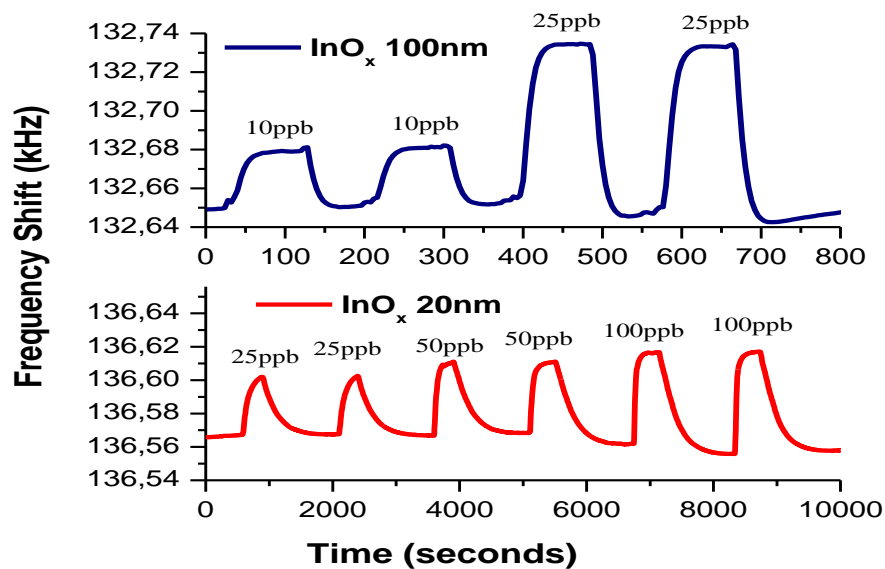 Frequency Shift (kHz)
InOx 100nm
10ppb
10ppb
25ppb
25ppb
132,74
132,72
132,70
132,68
132,66
132,64
0 100 200 300 400 500 600 700 800
InOx 20nm
25ppb
25ppb
50ppb
50ppb
100ppb
100ppb
136,64
136,62
136,60
136,58
136,56
136,54
0 2000 4000 6000 8000 10000
Time (seconds)